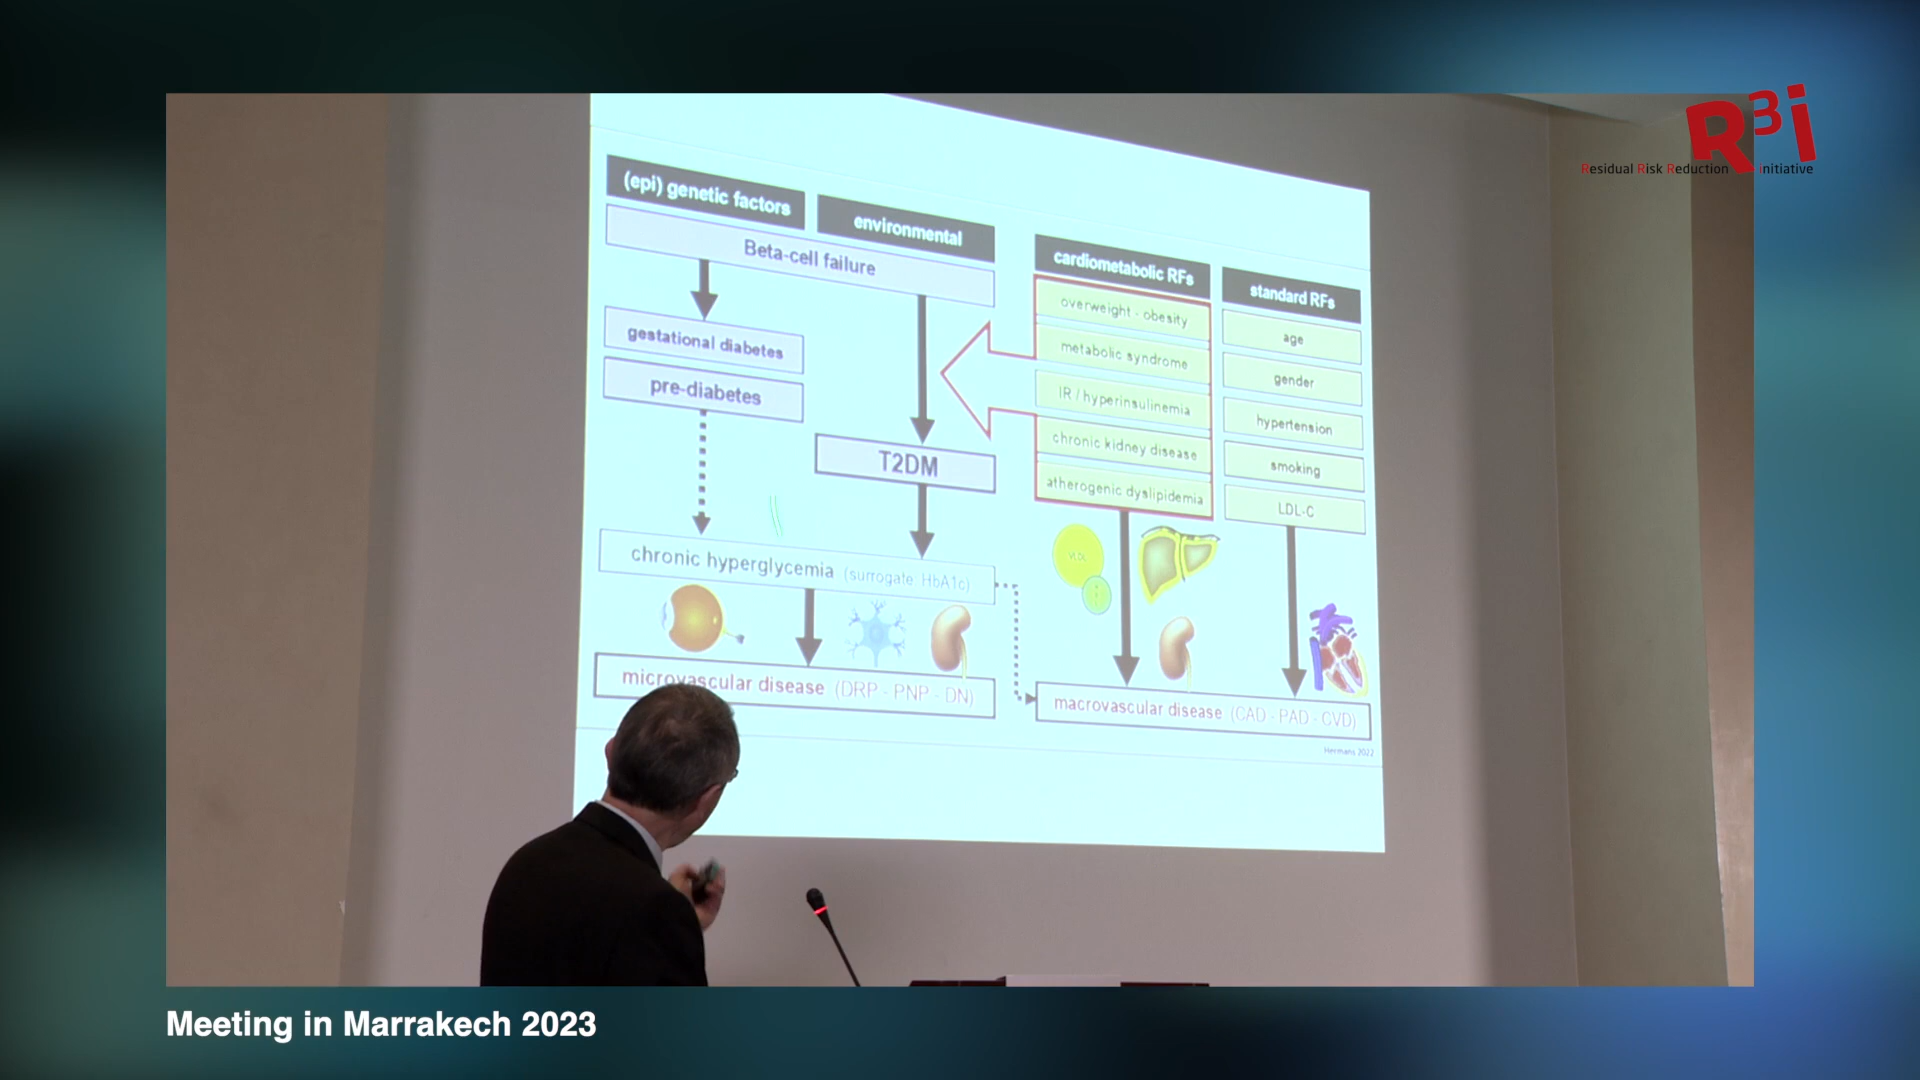 R3i
Residual Risk Reduction initiative
(epi) genetic factors
environmental
Beta-cell failure
gestational diabetes
pre-diabetes
T2DM
chronic hyperglycemia (surrogate HbA1c)
microvascular disease (DRP - PNP - DN)
cardiometabolic RFs
overweight - obesity
metabolic syndrome
IR / hyperinsulinemia
chronic kidney disease
atherogenic dyslipidemia
standard RFs
age
gender
hypertension
smoking
LDL-C
VLDL
macrovascular disease (CAD - PAD - CVD)
Hermans 2022
Meeting in Marrakech 2023